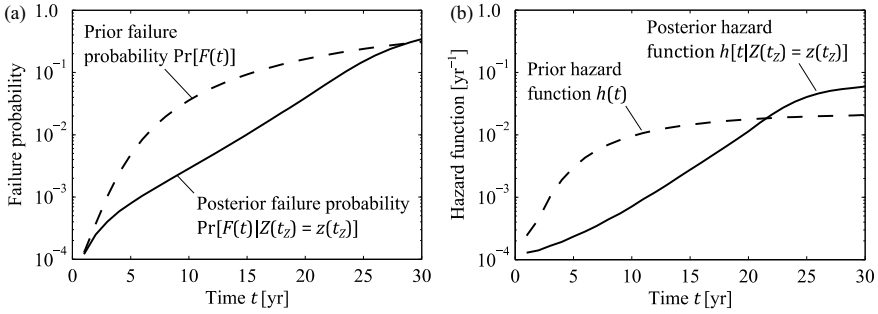 (a)
1.0
10⁻¹
10⁻²
10⁻³
10⁻⁴
Failure probability
Prior failure
probability Pr[F(t)]
Posterior failure probability
Pr[F(t)|Z(t_Z) = z(t_Z)]
0 5 10 15 20 25 30
Time t [yr]
(b)
1.0
10⁻¹
10⁻²
10⁻³
10⁻⁴
Hazard function [yr⁻¹]
Posterior hazard
function h[t|Z(t_Z) = z(t_Z)]
Prior hazard
function h(t)
0 5 10 15 20 25 30
Time t [yr]